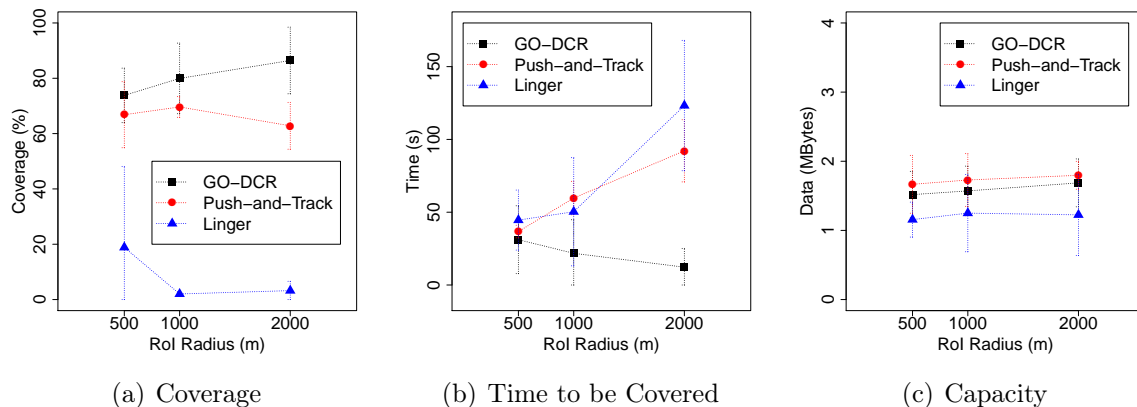 Coverage (%)
0
20
40
60
80
100
GO−DCR
Push−and−Track
Linger
500
1000
2000
RoI Radius (m)
(a) Coverage
Time (s)
0
50
100
150
GO−DCR
Push−and−Track
Linger
500
1000
2000
RoI Radius (m)
(b) Time to be Covered
Data (MBytes)
0
1
2
3
4
GO−DCR
Push−and−Track
Linger
500
1000
2000
RoI Radius (m)
(c) Capacity